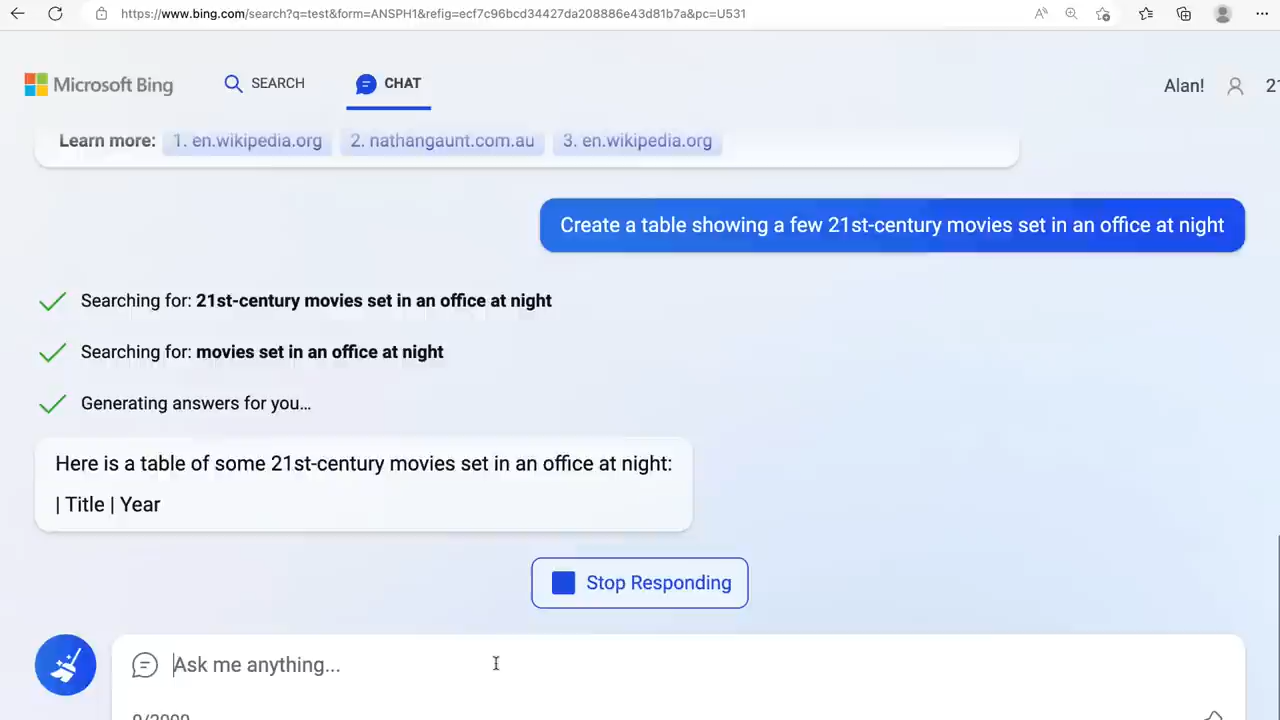 https://www.bing.com/search?q=test&form=ANSPH1&refig=ecf7c96bcd34427da208886e43d81b7a&pc=U531
Microsoft Bing
SEARCH
CHAT
Alan!
21
Learn more: 1. en.wikipedia.org 2. nathangaunt.com.au 3. en.wikipedia.org
Create a table showing a few 21st-century movies set in an office at night
Searching for: 21st-century movies set in an office at night
Searching for: movies set in an office at night
Generating answers for you...
Here is a table of some 21st-century movies set in an office at night:
| Title | Year
Stop Responding
Ask me anything...
0/2000